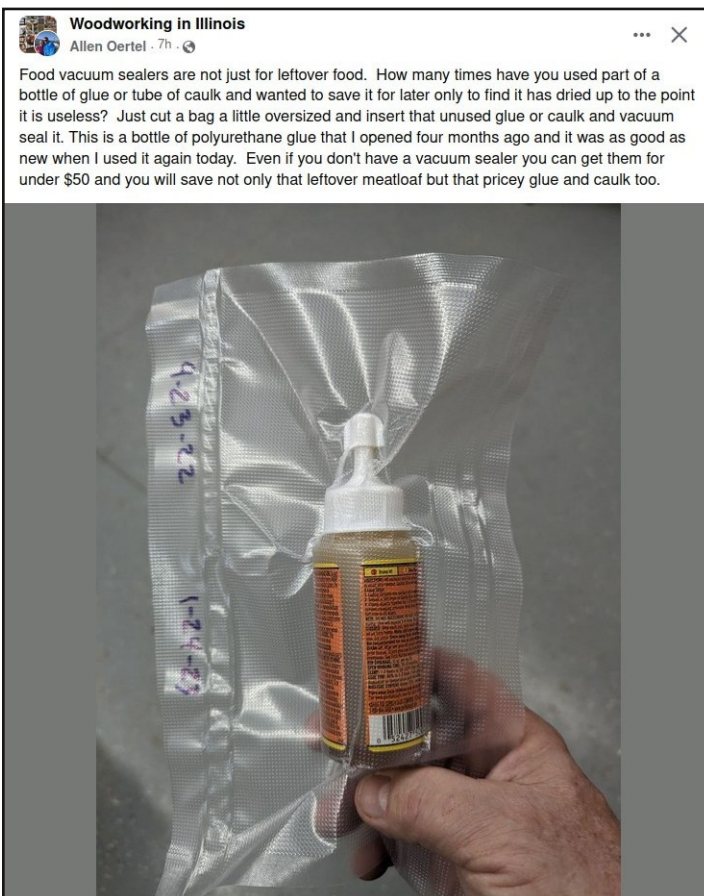 Woodworking in Illinois
Allen Oertel · 7h ·
Food vacuum sealers are not just for leftover food. How many times have you used part of a
bottle of glue or tube of caulk and wanted to save it for later only to find it has dried up to the point
it is useless? Just cut a bag a little oversized and insert that unused glue or caulk and vacuum
seal it. This is a bottle of polyurethane glue that I opened four months ago and it was as good as
new when I used it again today. Even if you don't have a vacuum sealer you can get them for
under $50 and you will save not only that leftover meatloaf but that pricey glue and caulk too.
4-23-22
1-24-23